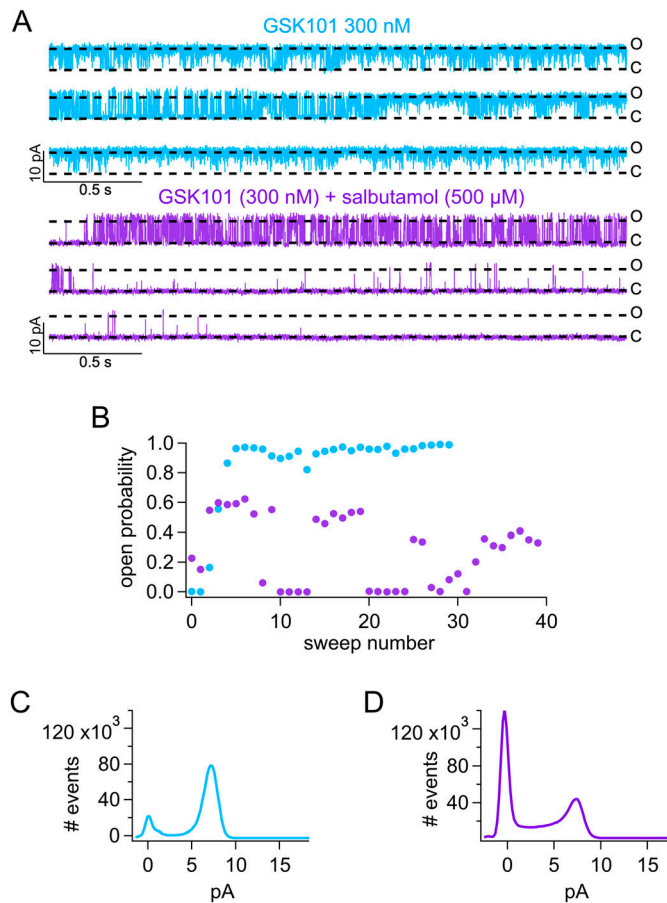 A
GSK101 300 nM
O
C
O
C
O
C
10 pA
0.5 s
GSK101 (300 nM) + salbutamol (500 µM)
O
C
O
C
O
C
10 pA
0.5 s
B
open probability
1.0
0.8
0.6
0.4
0.2
0.0
0
10
20
30
40
sweep number
C
# events
120 x10³
80
40
0
0
5
10
15
pA
D
# events
120 x10³
80
40
0
5
10
15
pA